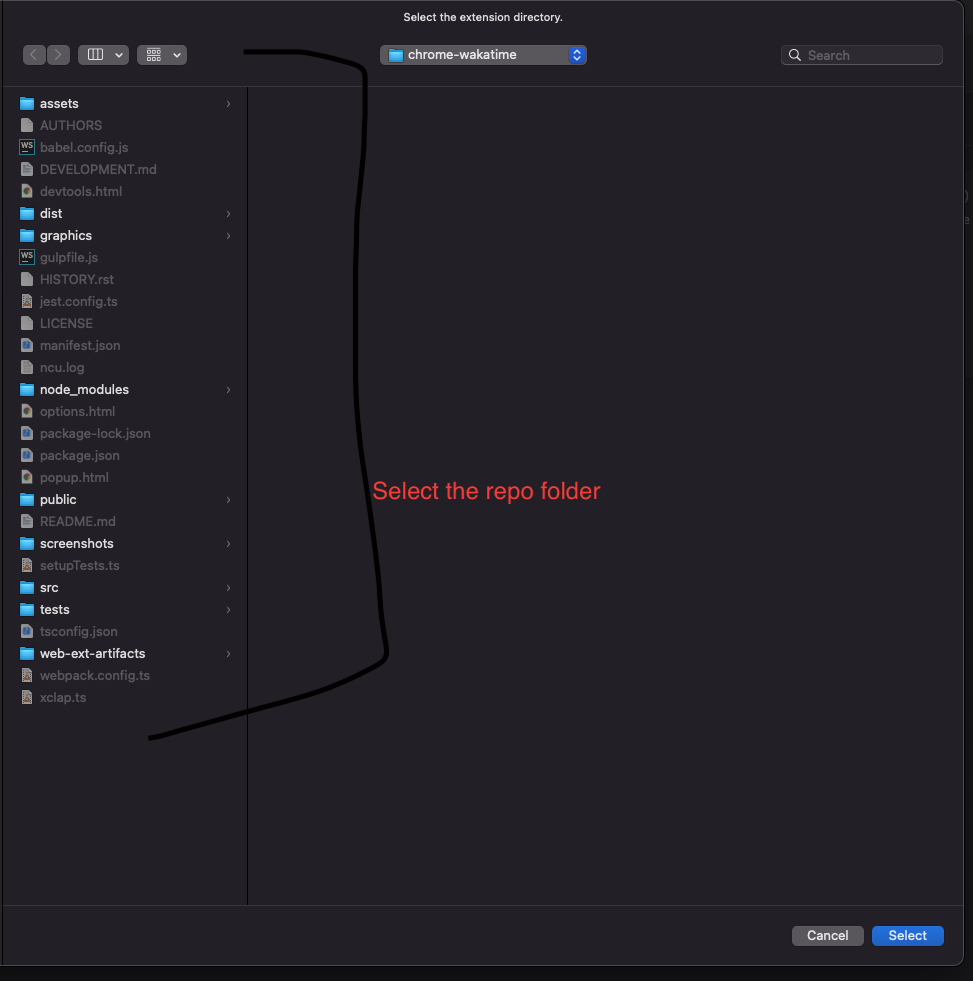 Select the extension directory.
chrome-wakatime
Search
assets
AUTHORS
WS
babel.config.js
DEVELOPMENT.md
devtools.html
dist
graphics
WS
gulpfile.js
HISTORY.rst
jest.config.ts
LICENSE
manifest.json
ncu.log
node_modules
options.html
package-lock.json
package.json
popup.html
public
Select the repo folder
README.md
screenshots
setupTests.ts
src
tests
tsconfig.json
web-ext-artifacts
webpack.config.ts
xclap.ts
Cancel
Select